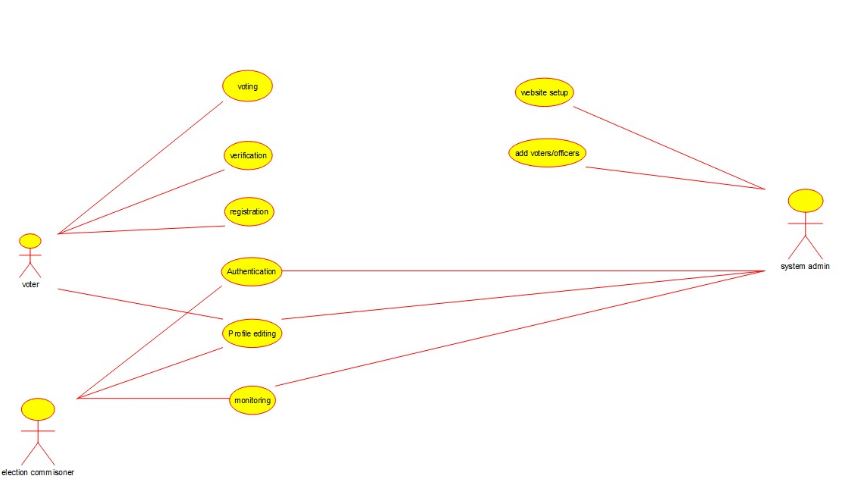 voting
website setup
verification
add voters/officers
registration
voter
Authentication
system admin
Profile editing
monitoring
election commisoner